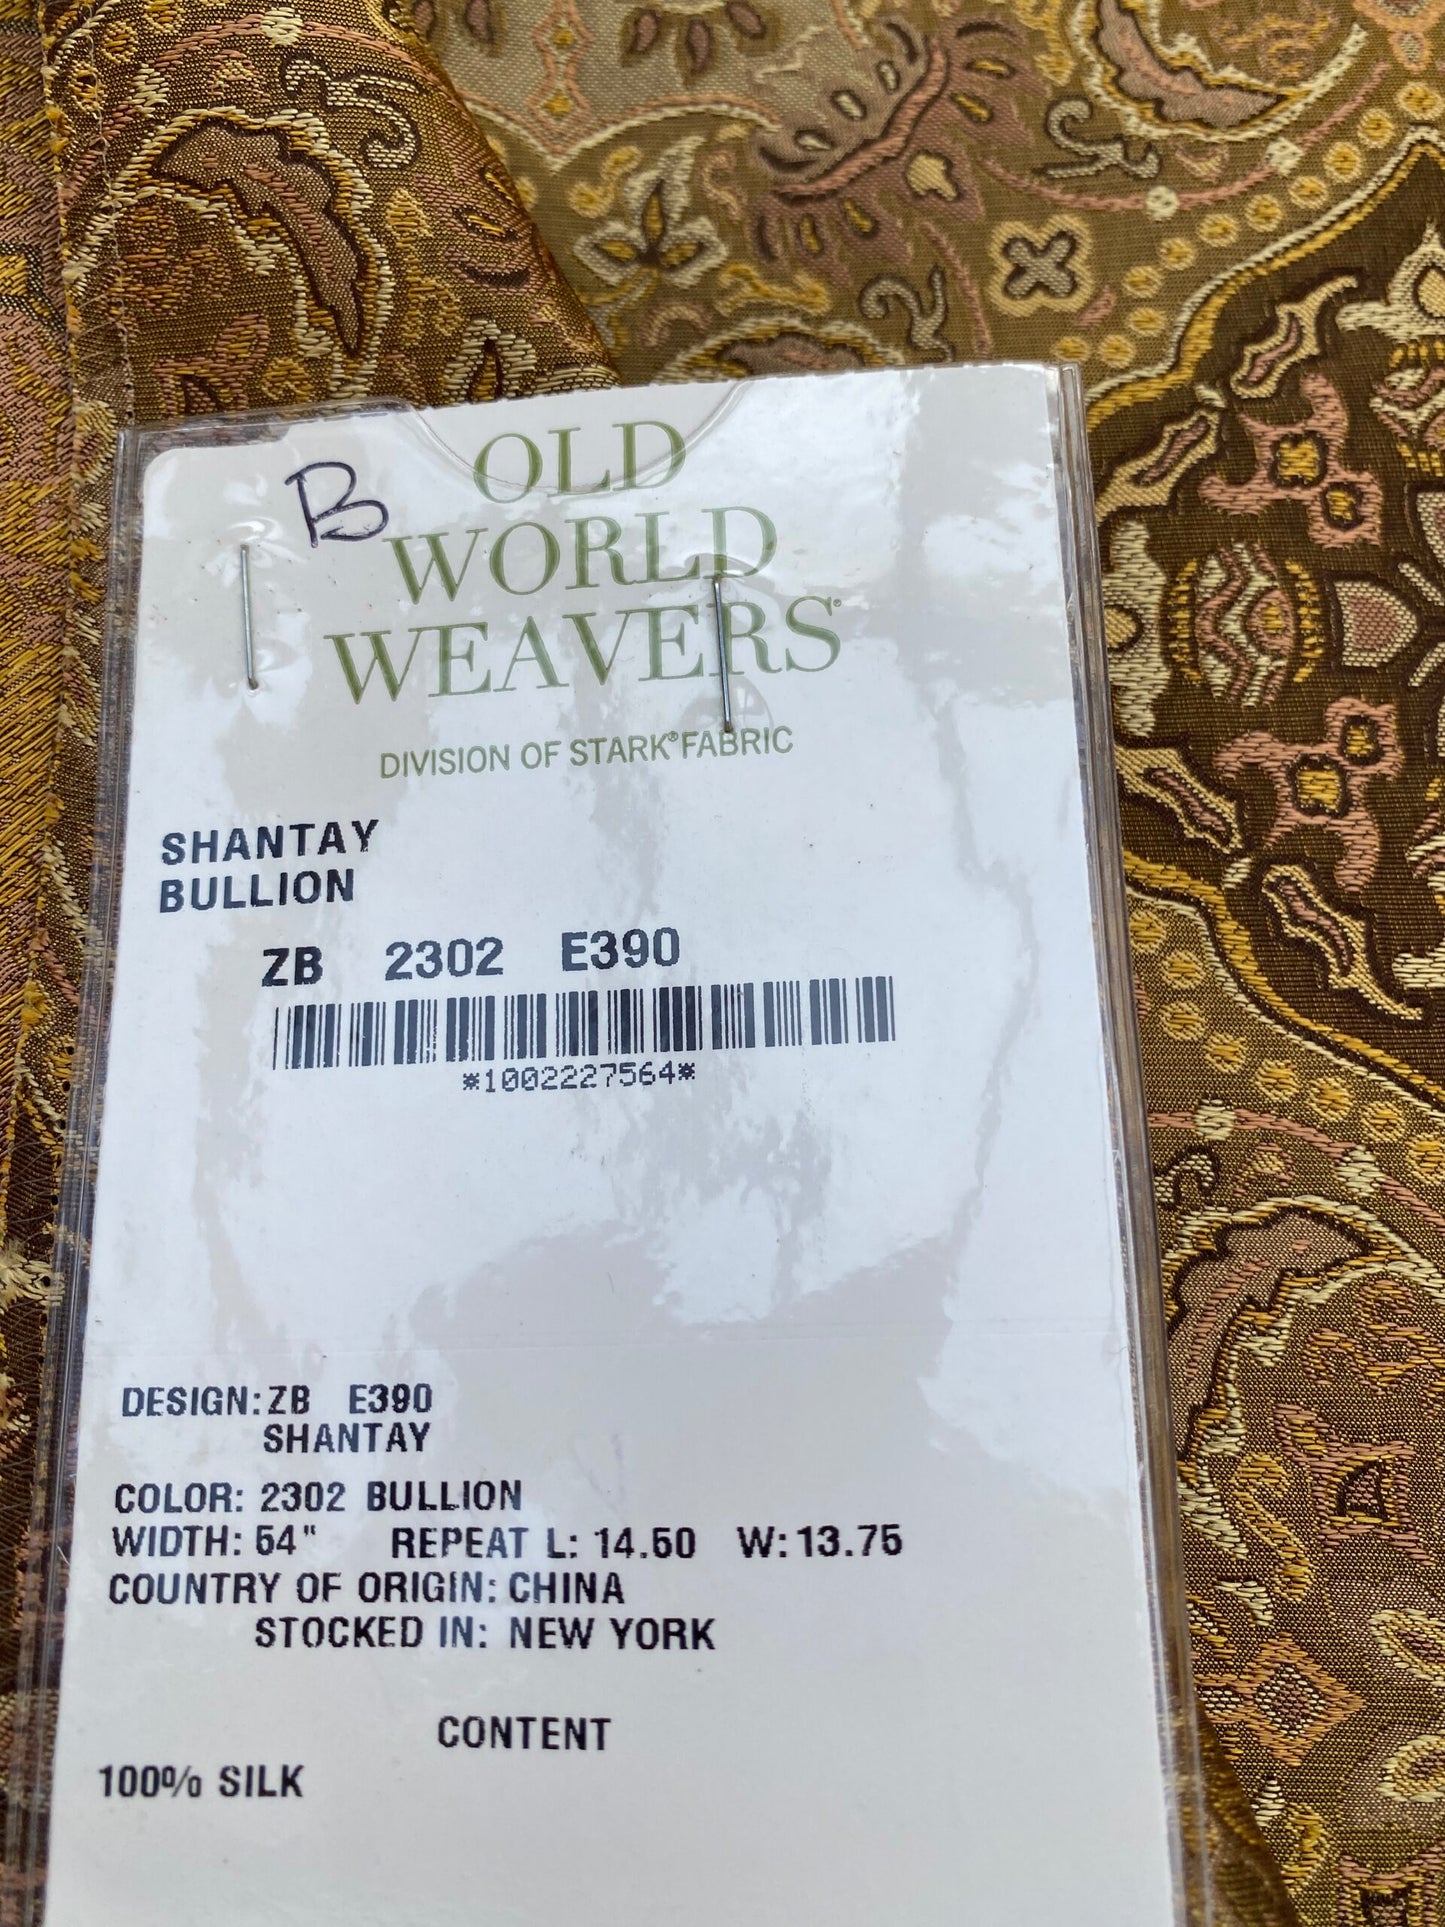 B
OLD
WORLD
WEAVERS®
DIVISION OF STARK® FABRIC
SHANTAY
BULLION
ZB 2302 E390
*1002227564*
DESIGN: ZB E390
SHANTAY
COLOR: 2302 BULLION
WIDTH: 54" REPEAT L: 14.50 W: 13.75
COUNTRY OF ORIGIN: CHINA
STOCKED IN: NEW YORK
CONTENT
100% SILK